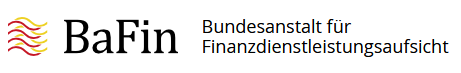 BaFin
Bundesanstalt für
Finanzdienstleistungsaufsicht